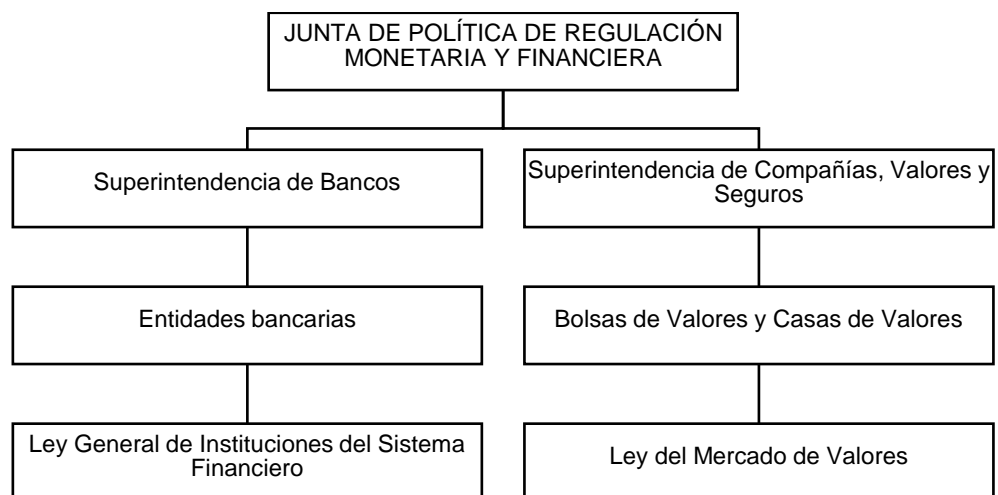 JUNTA DE POLÍTICA DE REGULACIÓN
MONETARIA Y FINANCIERA
Superintendencia de Bancos
Superintendencia de Compañías, Valores y
Seguros
Entidades bancarias
Bolsas de Valores y Casas de Valores
Ley General de Instituciones del Sistema
Financiero
Ley del Mercado de Valores